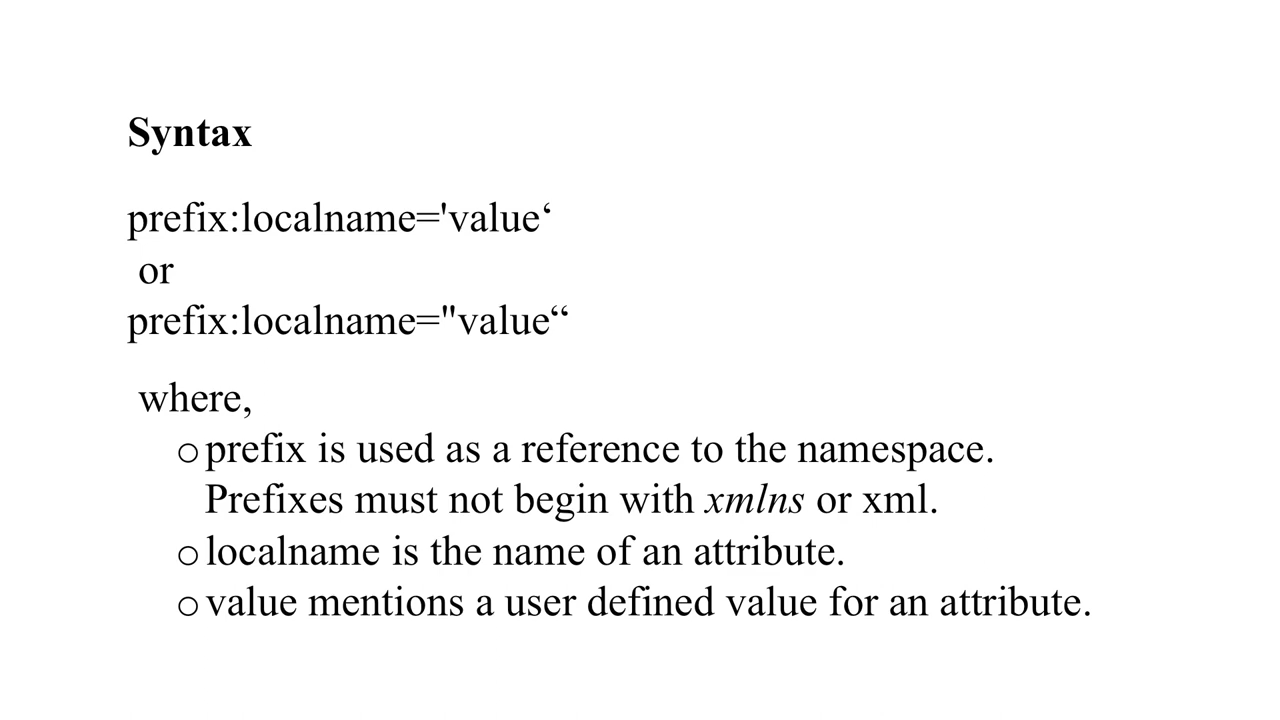 Syntax
prefix:localname='value‘
or
prefix:localname="value“
where,
○ prefix is used as a reference to the namespace.
Prefixes must not begin with xmlns or xml.
○ localname is the name of an attribute.
○ value mentions a user defined value for an attribute.